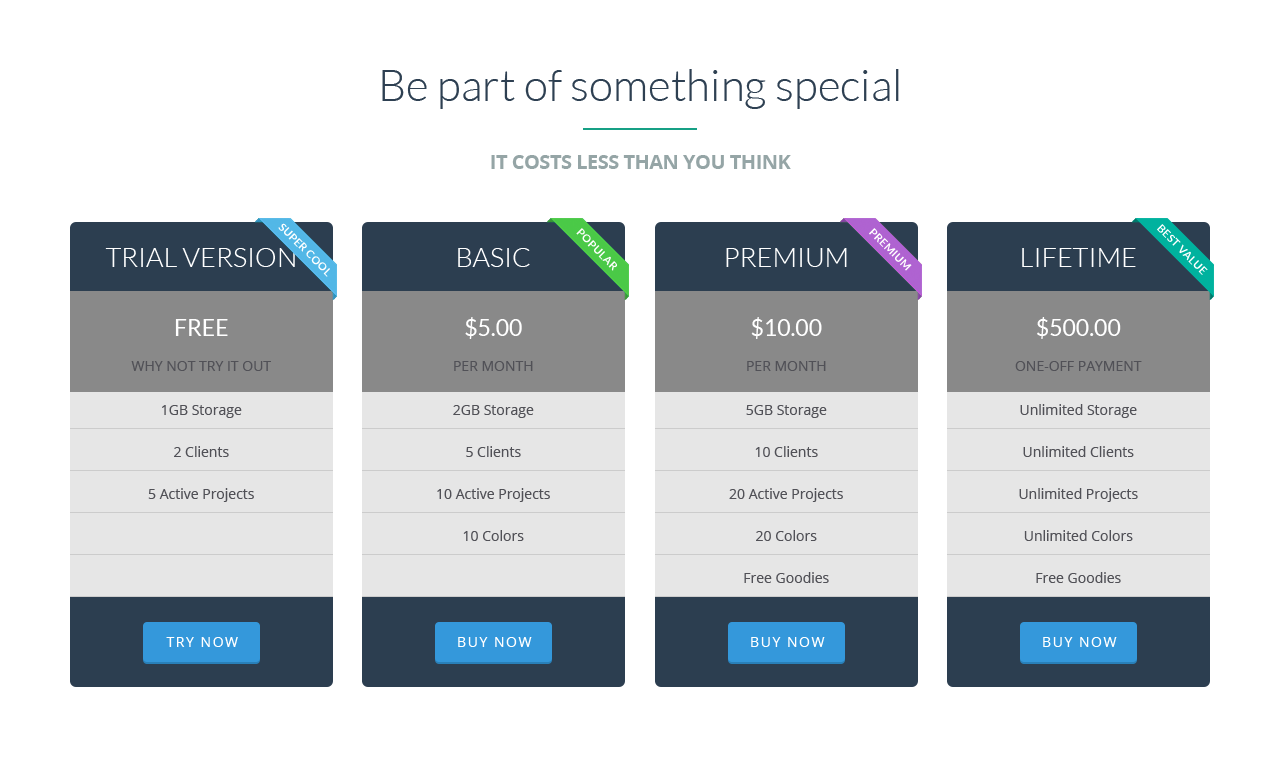 Be part of something special
IT COSTS LESS THAN YOU THINK
TRIAL VERSION
SUPER COOL
FREE
WHY NOT TRY IT OUT
1GB Storage
2 Clients
5 Active Projects
TRY NOW
BASIC
POPULAR
$5.00
PER MONTH
2GB Storage
5 Clients
10 Active Projects
10 Colors
BUY NOW
PREMIUM
PREMIUM
$10.00
PER MONTH
5GB Storage
10 Clients
20 Active Projects
20 Colors
Free Goodies
BUY NOW
LIFETIME
BEST VALUE
$500.00
ONE-OFF PAYMENT
Unlimited Storage
Unlimited Clients
Unlimited Projects
Unlimited Colors
Free Goodies
BUY NOW